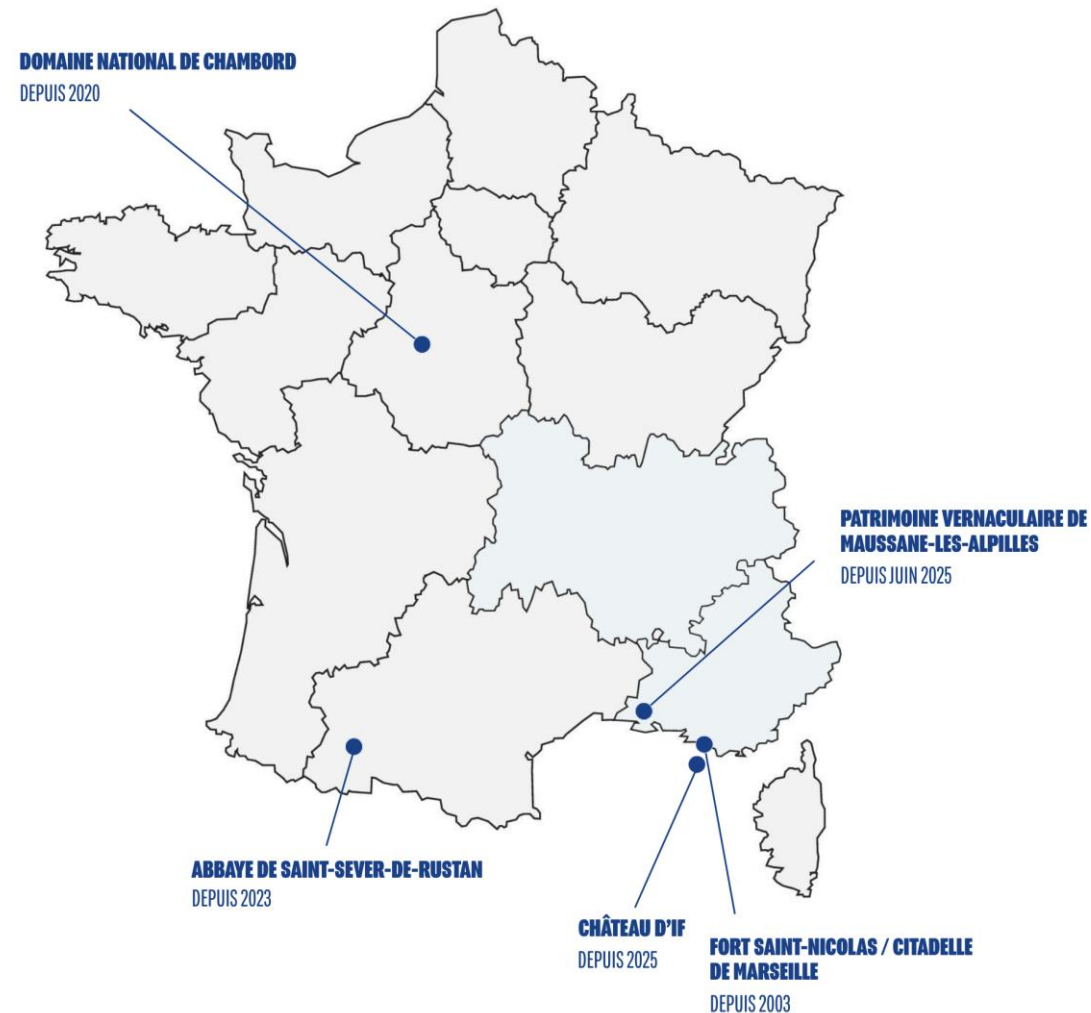 DOMAINE NATIONAL DE CHAMBORD
DEPUIS 2020
PATRIMOINE VERNACULAIRE DE
MAUSSANE-LES-ALPILLES
DEPUIS JUIN 2025
ABBAYE DE SAINT-SEVER-DE-RUSTAN
DEPUIS 2023
CHÂTEAU D'IF
DEPUIS 2025
FORT SAINT-NICOLAS / CITADELLE
DE MARSEILLE
DEPUIS 2003